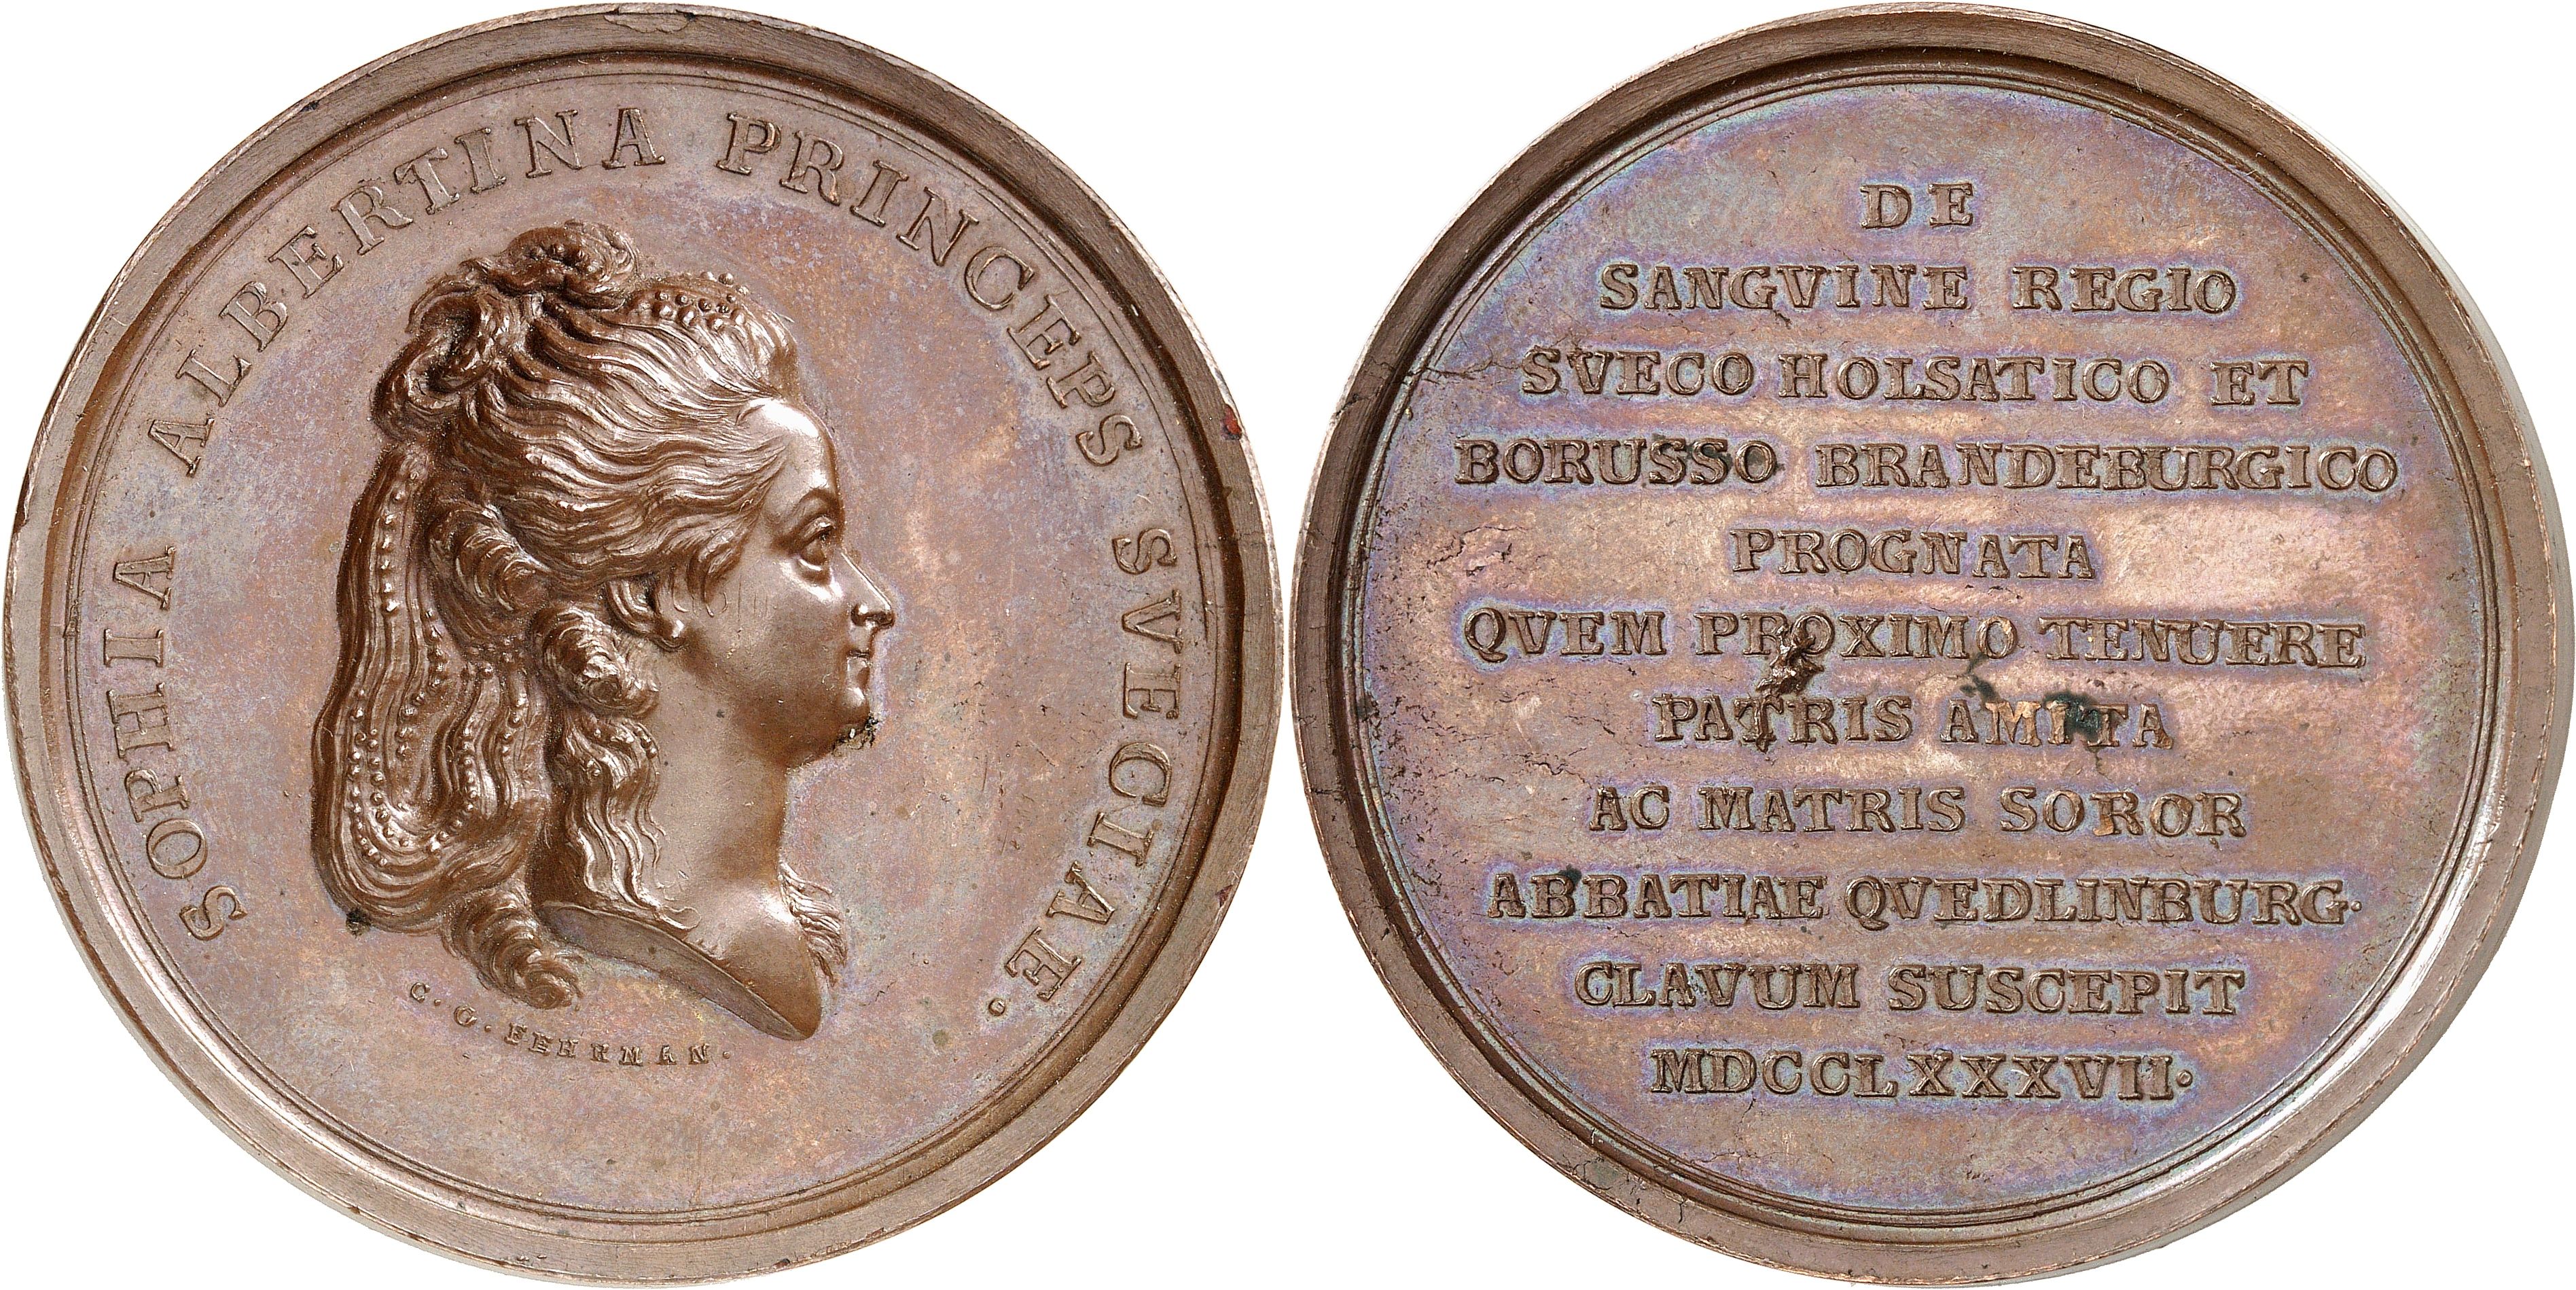 SOPHIA ALBERTINA PRINCEPS SVECIAE.
C. G. FEHRMAN.
DE
SANGVINE REGIO
SVECO HOLSATICO ET
BORUSSO BRANDEBURGICO
PROGNATA
QVEM PROXIMO TENUERE
PATRIS AMITA
AC MATRIS SOROR
ABBATIAE QVEDLINBURG.
CLAVUM SUSCEPIT
MDCCLXXXVII.